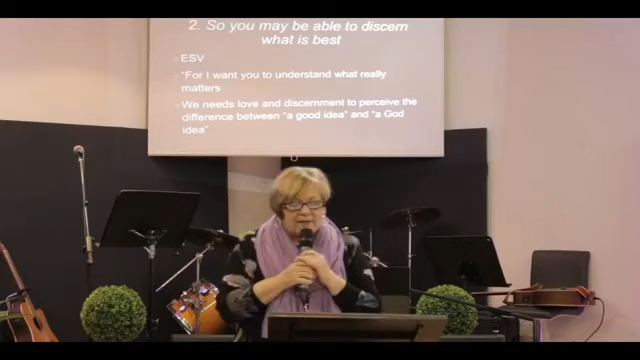 2. So you may be able to discern
what is best
ESV
"For I want you to understand what really
matters
We needs love and discernment to perceive the
difference between "a good idea" and "a God
idea"